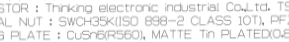 STOR : Thinking electronic industrial Co.,Ltd. TS
AL NUT : SWCH35K(ISO 898-2 CLASS 10T), PFZ
G PLATE : CuSn6(R560), MATTE Tin PLATED(0.8